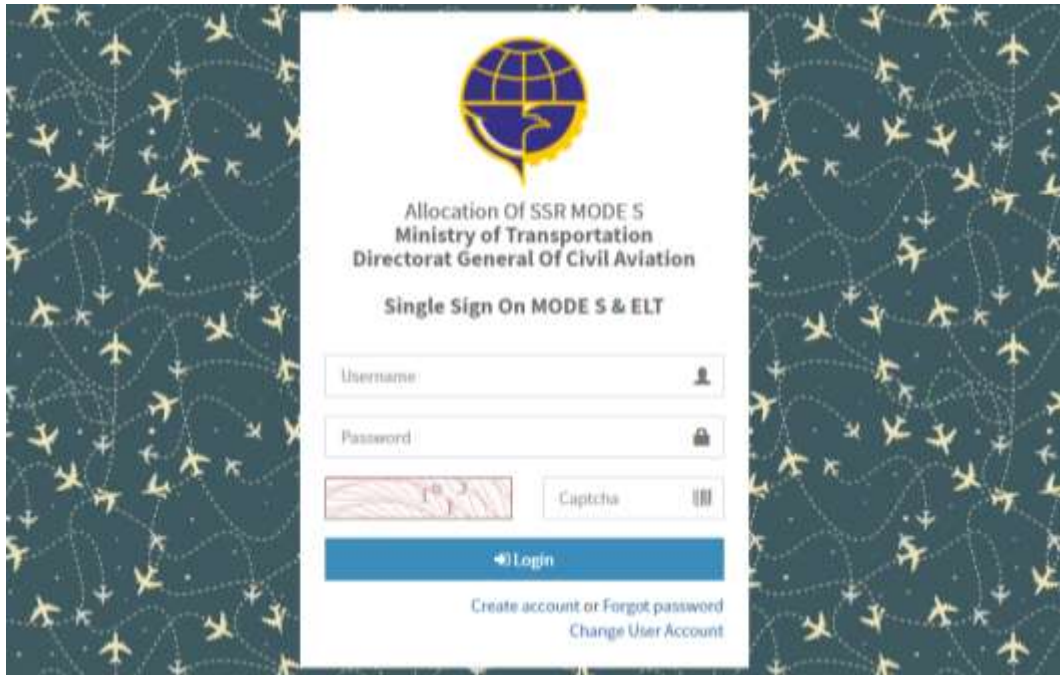 Allocation Of SSR MODE S
Ministry of Transportation
Directorat General Of Civil Aviation
Single Sign On MODE S & ELT
Username
Password
Captcha
Login
Create account or Forgot password
Change User Account